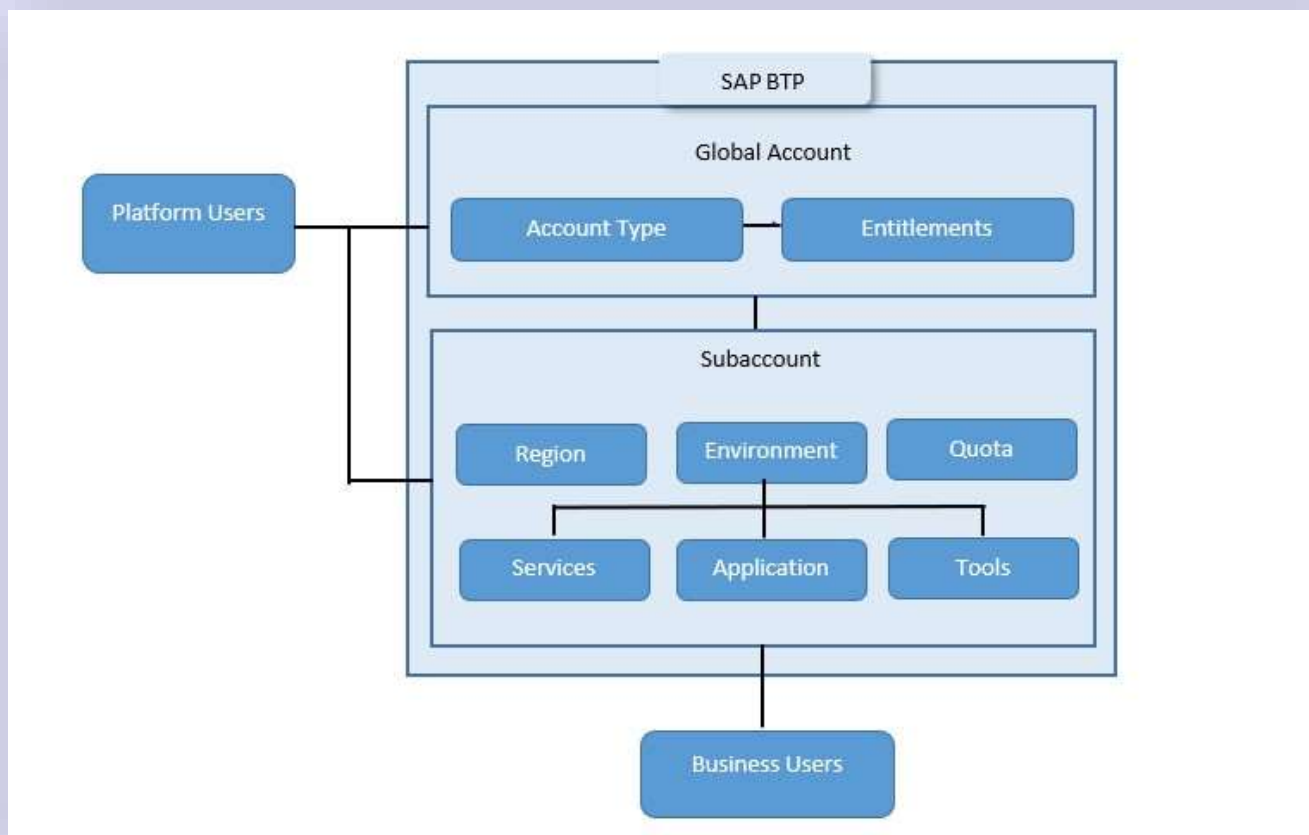 SAP BTP
Global Account
Platform Users
Account Type
Entitlements
Subaccount
Region
Environment
Quota
Services
Application
Tools
Business Users